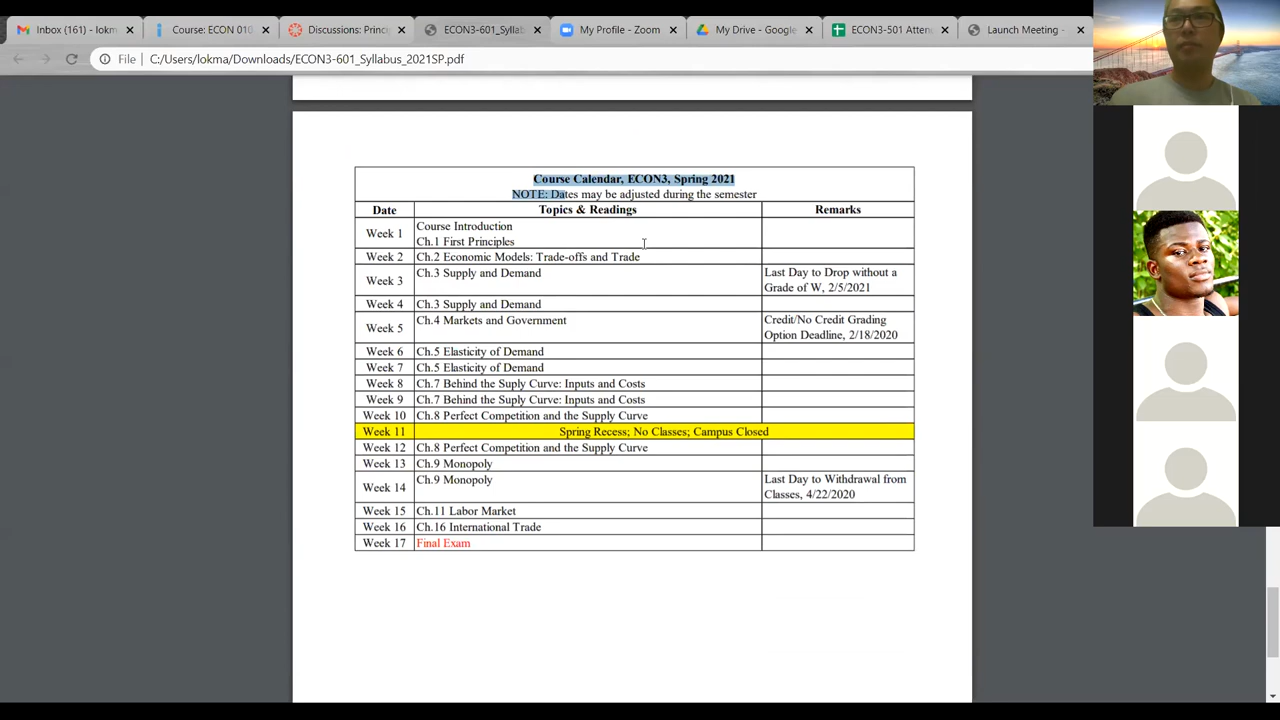 Inbox (161) - lokm
Course: ECON 010
Discussions: Princ
ECON3-601_Syllab
My Profile - Zoom
My Drive - Google
ECON3-501 Atten
Launch Meeting -
File
C:/Users/lokma/Downloads/ECON3-601_Syllabus_2021SP.pdf
Course Calendar, ECON3, Spring 2021
NOTE: Dates may be adjusted during the semester
Date Topics & Readings Remarks
Week 1
Course Introduction
Ch.1 First Principles
Week 2 Ch.2 Economic Models: Trade-offs and Trade
Week 3 Ch.3 Supply and Demand
Last Day to Drop without a
Grade of W, 2/5/2021
Week 4 Ch.3 Supply and Demand
Week 5 Ch.4 Markets and Government
Credit/No Credit Grading
Option Deadline, 2/18/2020
Week 6 Ch.5 Elasticity of Demand
Week 7 Ch.5 Elasticity of Demand
Week 8 Ch.7 Behind the Suply Curve: Inputs and Costs
Week 9 Ch.7 Behind the Suply Curve: Inputs and Costs
Week 10 Ch.8 Perfect Competition and the Supply Curve
Week 11 Spring Recess; No Classes; Campus Closed
Week 12 Ch.8 Perfect Competition and the Supply Curve
Week 13 Ch.9 Monopoly
Week 14 Ch.9 Monopoly
Last Day to Withdrawal from
Classes, 4/22/2020
Week 15 Ch.11 Labor Market
Week 16 Ch.16 International Trade
Week 17 Final Exam